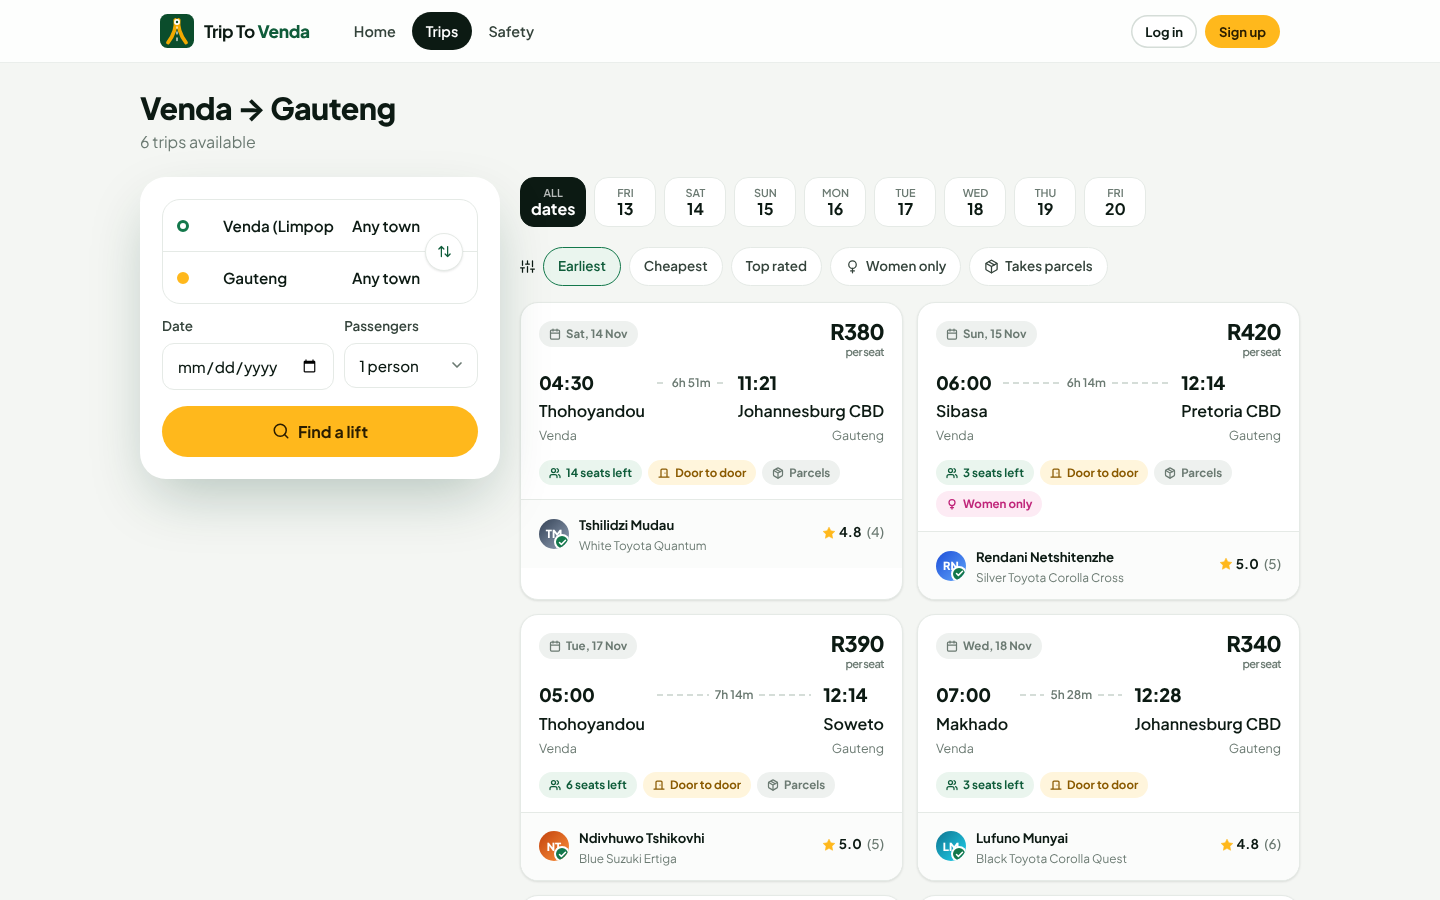 Trip To Venda
Home
Trips
Safety
Log in
Sign up
Venda → Gauteng
6 trips available
Venda (Limpop
Any town
Gauteng
Any town
Date
Passengers
mm/dd/yyyy
1 person
Find a lift
ALL
dates
FRI
13
SAT
14
SUN
15
MON
16
TUE
17
WED
18
THU
19
FRI
20
Earliest
Cheapest
Top rated
Women only
Takes parcels
Sat, 14 Nov
R380
per seat
04:30
6h 51m
11:21
Thohoyandou
Johannesburg CBD
Venda
Gauteng
14 seats left
Door to door
Parcels
TM
Tshilidzi Mudau
White Toyota Quantum
4.8 (4)
Sun, 15 Nov
R420
per seat
06:00
6h 14m
12:14
Sibasa
Pretoria CBD
Venda
Gauteng
3 seats left
Door to door
Parcels
Women only
RN
Rendani Netshitenzhe
Silver Toyota Corolla Cross
5.0 (5)
Tue, 17 Nov
R390
per seat
05:00
7h 14m
12:14
Thohoyandou
Soweto
Venda
Gauteng
6 seats left
Door to door
Parcels
NT
Ndivhuwo Tshikovhi
Blue Suzuki Ertiga
5.0 (5)
Wed, 18 Nov
R340
per seat
07:00
5h 28m
12:28
Makhado
Johannesburg CBD
Venda
Gauteng
3 seats left
Door to door
LM
Lufuno Munyai
Black Toyota Corolla Quest
4.8 (6)